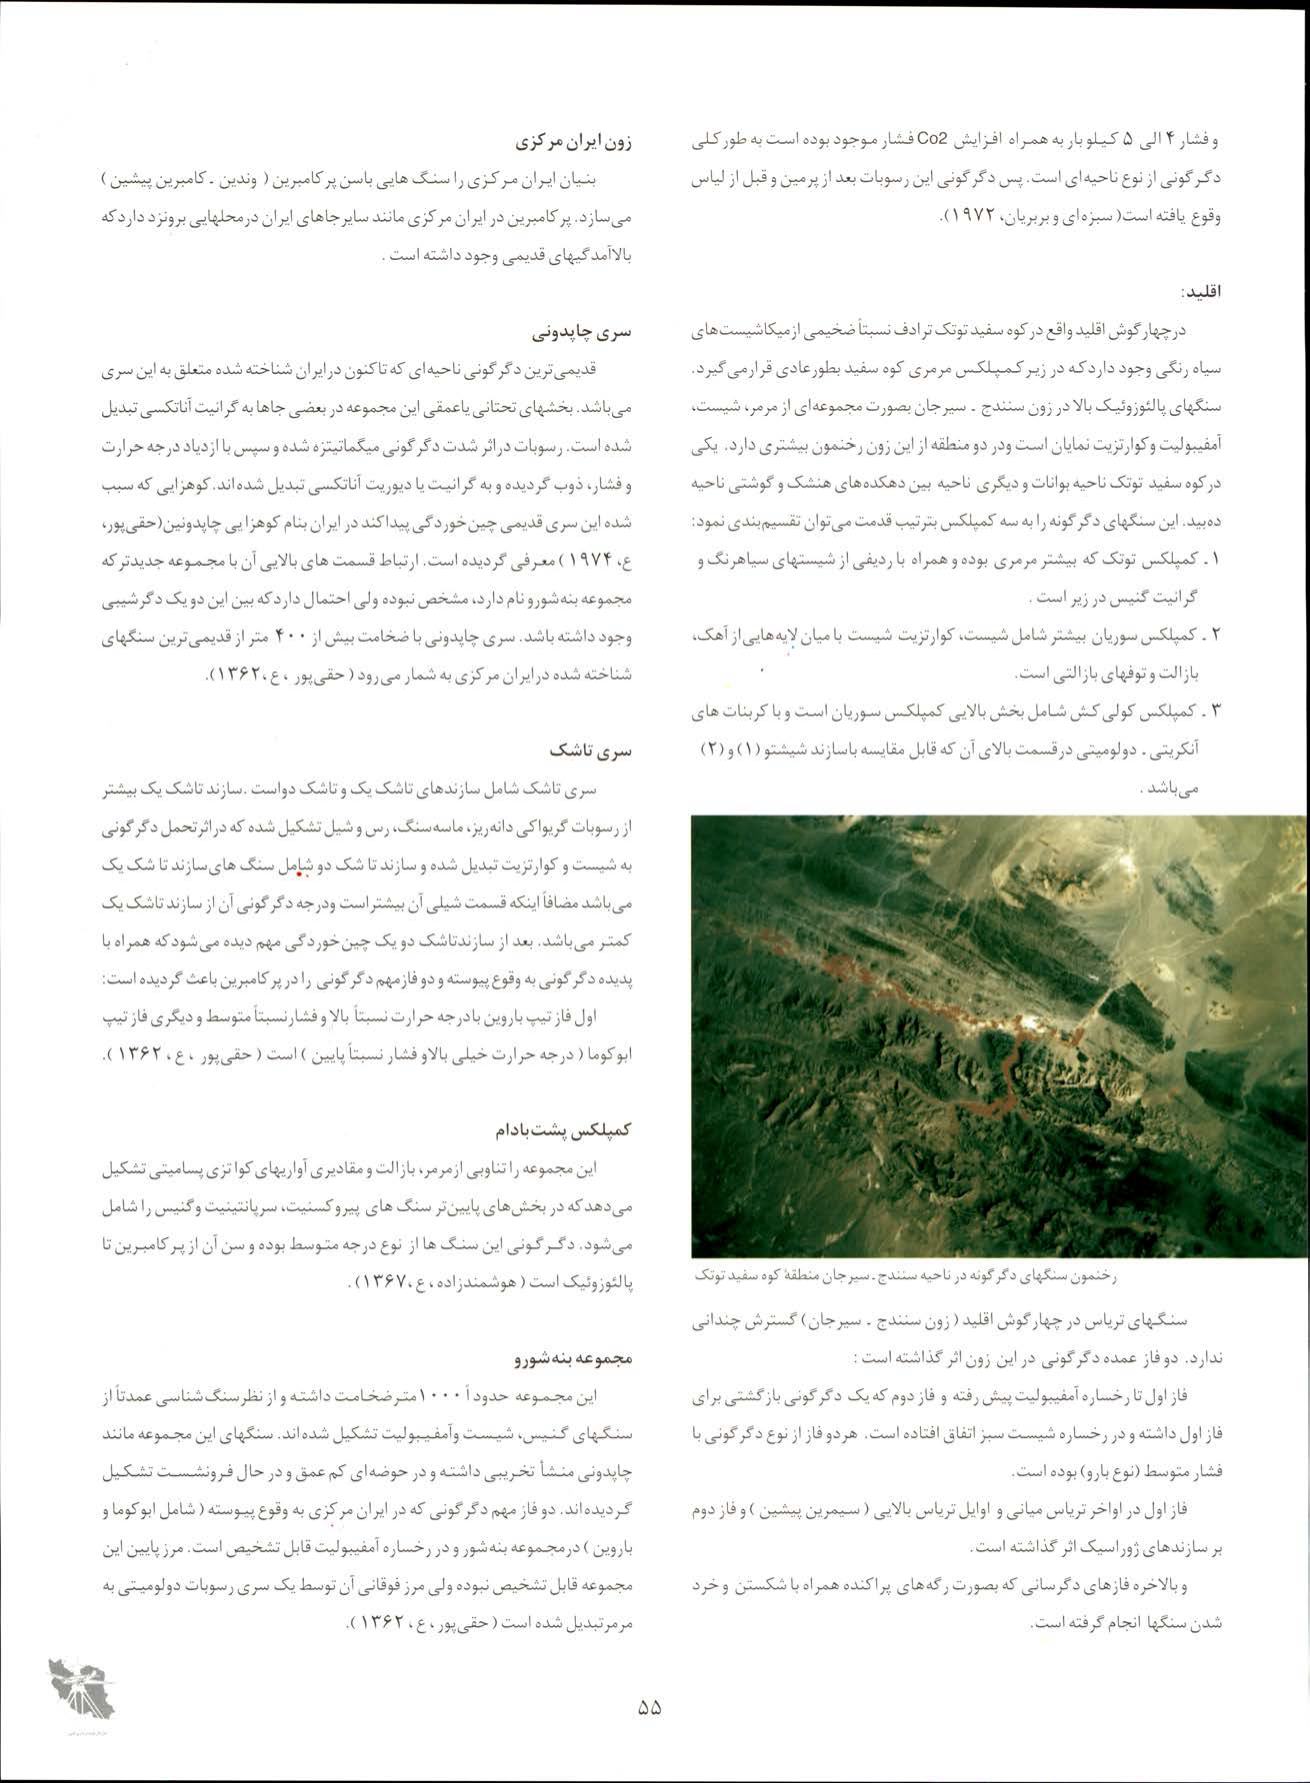 و فشار ۴ الی ۵ کیلو بار به همراه افزایش Co2 فشار موجود بوده است به طور کلی
دگرگونی از نوع ناحیه‌ای است. پس دگرگونی این رسوبات بعد از پرمین و قبل از لیاس
وقوع یافته است( سبزه‌ای و بربریان، ۱۹۷۲).
اقلید:
درچهارگوش اقلید واقع در کوه سفید توتک ترادف نسبتاً ضخیمی ازمیکاشیست‌های
سیاه رنگی وجود دارد که در زیر کمپلکس مرمری کوه سفید بطورعادی قرارمی‌گیرد.
سنگهای پالئوزوئیک بالا در زون سنندج ـ سیرجان بصورت مجموعه‌ای از مرمر، شیست،
آمفیبولیت و کوارتزیت نمایان است ودر دو منطقه از این زون رخنمون بیشتری دارد. یکی
درکوه سفید توتک ناحیه بوانات و دیگری ناحیه بین دهکده‌های هنشک و گوشتی ناحیه
ده‌بید. این سنگهای دگرگونه را به سه کمپلکس بترتیب قدمت می‌توان تقسیم‌بندی نمود:
۱ ـ کمپلکس توتک که بیشتر مرمری بوده و همراه با ردیفی از شیستهای سیاهرنگ و
گرانیت گنیس در زیر است .
۲ ـ کمپلکس سوریان بیشتر شامل شیست، کوارتزیت شیست با میان لایه‌هایی از آهک،
بازالت و توفهای بازالتی است.
۳ ـ کمپلکس کولی کش شامل بخش بالایی کمپلکس سوریان است و با کربنات های
آنکریتی ـ دولومیتی درقسمت بالای آن که قابل مقایسه باسازند شیشتو (۱) و (۲)
می‌باشد .
رخنمون سنگهای دگرگونه در ناحیه سنندج ـ سیرجان منطقهٔ کوه سفید توتک
سنگهای تریاس در چهارگوش اقلید ( زون سنندج ـ سیرجان) گسترش چندانی
ندارد. دو فاز عمده دگرگونی در این زون اثر گذاشته است :
فاز اول تا رخساره آمفیبولیت پیش رفته و فاز دوم که یک دگرگونی بازگشتی برای
فاز اول داشته و در رخساره شیست سبز اتفاق افتاده است. هردو فاز از نوع دگرگونی با
فشار متوسط (نوع بارو) بوده است.
فاز اول در اواخر تریاس میانی و اوایل تریاس بالایی ( سیمرین پیشین ) و فاز دوم
بر سازندهای ژوراسیک اثر گذاشته است.
و بالاخره فازهای دگرسانی که بصورت رگه‌های پراکنده همراه با شکستن و خرد
شدن سنگها انجام گرفته است.
زون ایران مرکزی
بنیان ایران مرکزی را سنگ هایی باسن پرکامبرین ( وندین ـ کامبرین پیشین )
می‌سازد. پرکامبرین در ایران مرکزی مانند سایرجاهای ایران درمحلهایی برونزد دارد که
بالاآمدگیهای قدیمی وجود داشته است .
سری چاپدونی
قدیمی‌ترین دگرگونی ناحیه‌ای که تاکنون درایران شناخته شده متعلق به این سری
می‌باشد. بخشهای تحتانی یاعمقی این مجموعه در بعضی جاها به گرانیت آناتکسی تبدیل
شده است. رسوبات دراثر شدت دگرگونی میگماتیتزه شده و سپس با ازدیاد درجه حرارت
و فشار، ذوب گردیده و به گرانیت یا دیوریت آناتکسی تبدیل شده‌اند. کوهزایی که سبب
شده این سری قدیمی چین خوردگی پیدا کند در ایران بنام کوهزایی چاپدونین(حقی‌پور،
ع، ۱۹۷۴ ) معرفی گردیده است. ارتباط قسمت های بالایی آن با مجموعه جدیدتر که
مجموعه بنه شورو نام دارد، مشخص نبوده ولی احتمال دارد که بین این دو یک دگرشیبی
وجود داشته باشد. سری چاپدونی با ضخامت بیش از ۴۰۰ متر از قدیمی‌ترین سنگهای
شناخته شده درایران مرکزی به شمار می‌رود ( حقی‌پور ، ع ،۱۳۶۲).
سری تاشک
سری تاشک شامل سازندهای تاشک یک و تاشک دواست .سازند تاشک یک بیشتر
از رسوبات گریواکی دانه‌ریز، ماسه سنگ، رس و شیل تشکیل شده که دراثرتحمل دگرگونی
به شیست و کوارتزیت تبدیل شده و سازند تا شک دو شامل سنگ های سازند تا شک یک
می‌باشد مضافاً اینکه قسمت شیلی آن بیشتراست ودرجه دگرگونی آن از سازند تاشک یک
کمتر می‌باشد. بعد از سازندتاشک دو یک چین خوردگی مهم دیده می‌شود که همراه با
پدیده دگرگونی به وقوع پیوسته و دو فازمهم دگرگونی را در پرکامبرین باعث گردیده است:
اول فاز تیپ باروین بادرجه حرارت نسبتاً بالا و فشارنسبتاً متوسط و دیگری فاز تیپ
ابوکوما ( درجه حرارت خیلی بالاو فشار نسبتاً پایین ) است ( حقی‌پور ، ع ، ۱۳۶۲ ).
کمپلکس پشت‌بادام
این مجموعه را تناوبی ازمرمر، بازالت و مقادیری آواریهای کوا تزی پسامیتی تشکیل
می‌دهد که در بخش‌های پایین‌تر سنگ های پیروکسنیت، سرپانتینیت وگنیس را شامل
می‌شود. دگرگونی این سنگ ها از نوع درجه متوسط بوده و سن آن از پرکامبرین تا
پالئوزوئیک است ( هوشمندزاده ، ع ،۱۳۶۷).
مجموعه بنه‌شورو
این مجموعه حدوداً ۱۰۰۰متر ضخامت داشته و از نظر سنگ شناسی عمدتاً از
سنگهای گنیس، شیست وآمفیبولیت تشکیل شده‌اند. سنگهای این مجموعه مانند
چاپدونی منشأ تخریبی داشته و در حوضه‌ای کم عمق و در حال فرونشست تشکیل
گردیده‌اند. دو فاز مهم دگرگونی که در ایران مرکزی به وقوع پیوسته ( شامل ابوکوما و
باروین ) درمجموعه بنه شور و در رخساره آمفیبولیت قابل تشخیص است. مرز پایین این
مجموعه قابل تشخیص نبوده ولی مرز فوقانی آن توسط یک سری رسوبات دولومیتی به
مرمرتبدیل شده است ( حقی‌پور ، ع ، ۱۳۶۲ ).
۵۵